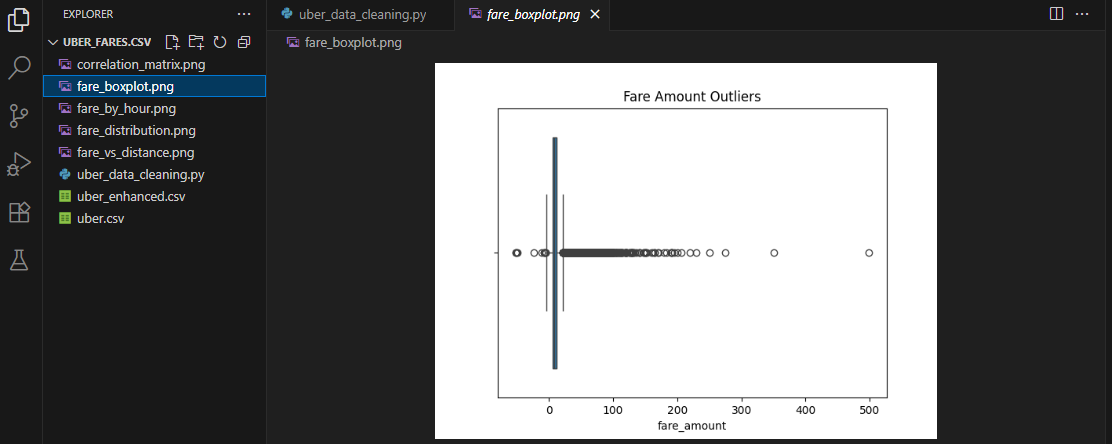 EXPLORER
UBER_FARES.CSV
correlation_matrix.png
fare_boxplot.png
fare_by_hour.png
fare_distribution.png
fare_vs_distance.png
uber_data_cleaning.py
uber_enhanced.csv
uber.csv
uber_data_cleaning.py
fare_boxplot.png
fare_boxplot.png
Fare Amount Outliers
0 100 200 300 400 500
fare_amount